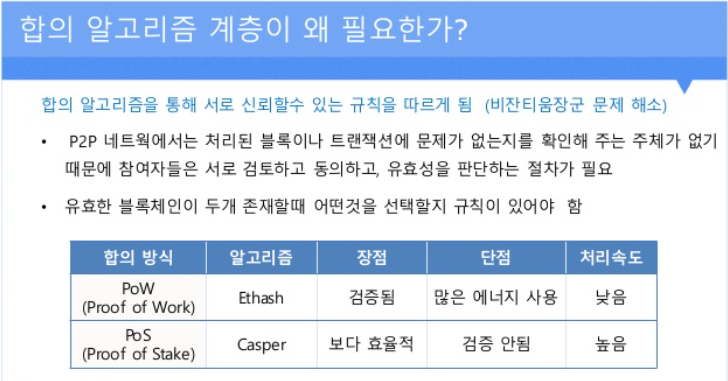 합의 알고리즘 계층이 왜 필요한가?
합의 알고리즘을 통해 서로 신뢰할수 있는 규칙을 따르게 됨 (비잔티움장군 문제 해소)
• P2P 네트웍에서는 처리된 블록이나 트랜잭션에 문제가 없는지를 확인해 주는 주체가 없기
때문에 참여자들은 서로 검토하고 동의하고, 유효성을 판단하는 절차가 필요
• 유효한 블록체인이 두개 존재할때 어떤것을 선택할지 규칙이 있어야 함
합의 방식 알고리즘 장점 단점 처리속도
PoW
(Proof of Work) Ethash 검증됨 많은 에너지 사용 낮음
PoS
(Proof of Stake) Casper 보다 효율적 검증 안됨 높음